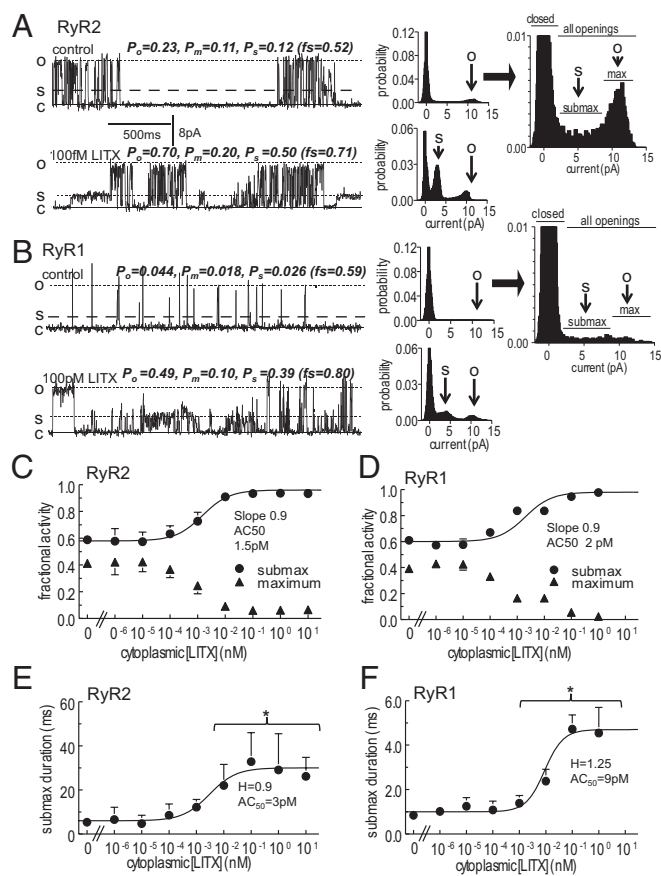 A RyR2
control Po=0.23, Pm=0.11, Ps=0.12 (fs=0.52)
O
S
C
500ms 8pA
100fM LITX Po=0.70, Pm=0.20, Ps=0.50 (fs=0.71)
O
S
C
probability
0.12
0.08
0.04
0.00
O
0 5 10 15
probability
0.06
0.03
0.00
S O
0 5 10 15
current (pA)
closed all openings
0.01
0.00
S
submax
O
max
0 5 10 15
current(pA)
B RyR1
control Po=0.044, Pm=0.018, Ps=0.026 (fs=0.59)
O
S
C
100pM LITX Po=0.49, Pm=0.10, Ps=0.39 (fs=0.80)
O
S
C
probability
0.12
0.08
0.04
0.00
O
0 5 10 15
0.06
0.03
0.00
S O
0 5 10 15
current (pA)
closed all openings
0.01
0.00
S
submax
O
max
0 5 10 15
current (pA)
C RyR2
fractional activity
1.0
0.8
0.6
0.4
0.2
0.0
Slope 0.9
AC50
1.5pM
submax
maximum
0 10-6 10-5 10-4 10-3 10-2 10-1 100 101
cytoplasmic[LITX] (nM)
D RyR1
fractional activity
1.0
0.8
0.6
0.4
0.2
0.0
Slope 0.9
AC50 2 pM
submax
maximum
0 10-6 10-5 10-4 10-3 10-2 10-1 100 101
cytoplasmic[LITX] (nM)
E RyR2
submax duration (ms)
60
40
20
0
*
H=0.9
AC50=3pM
0 10-6 10-5 10-4 10-3 10-2 10-1 100 101
cytoplasmic [LITX] (nM)
F RyR1
submax duration (ms)
6.0
4.0
2.0
0.0
*
H=1.25
AC50=9pM
0 10-6 10-5 10-4 10-3 10-2 10-1 100 101
cytoplasmic [LITX] (nM)